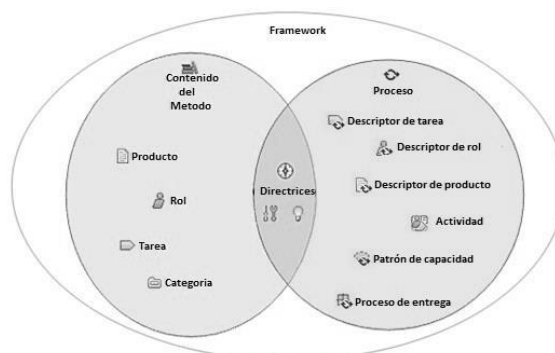 Framework
Contenido
del
Metodo
Producto
Rol
Tarea
Categoria
Directrices
Proceso
Descriptor de tarea
Descriptor de rol
Descriptor de producto
Actividad
Patrón de capacidad
Proceso de entrega